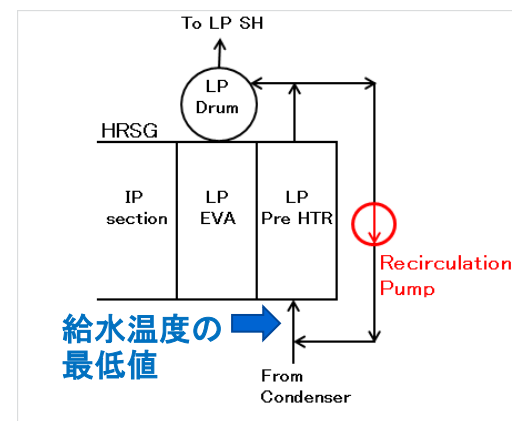 To LP SH
LP
Drum
HRSG
IP
section
LP
EVA
LP
Pre HTR
Recirculation
Pump
給水温度の
最低値
From
Condenser